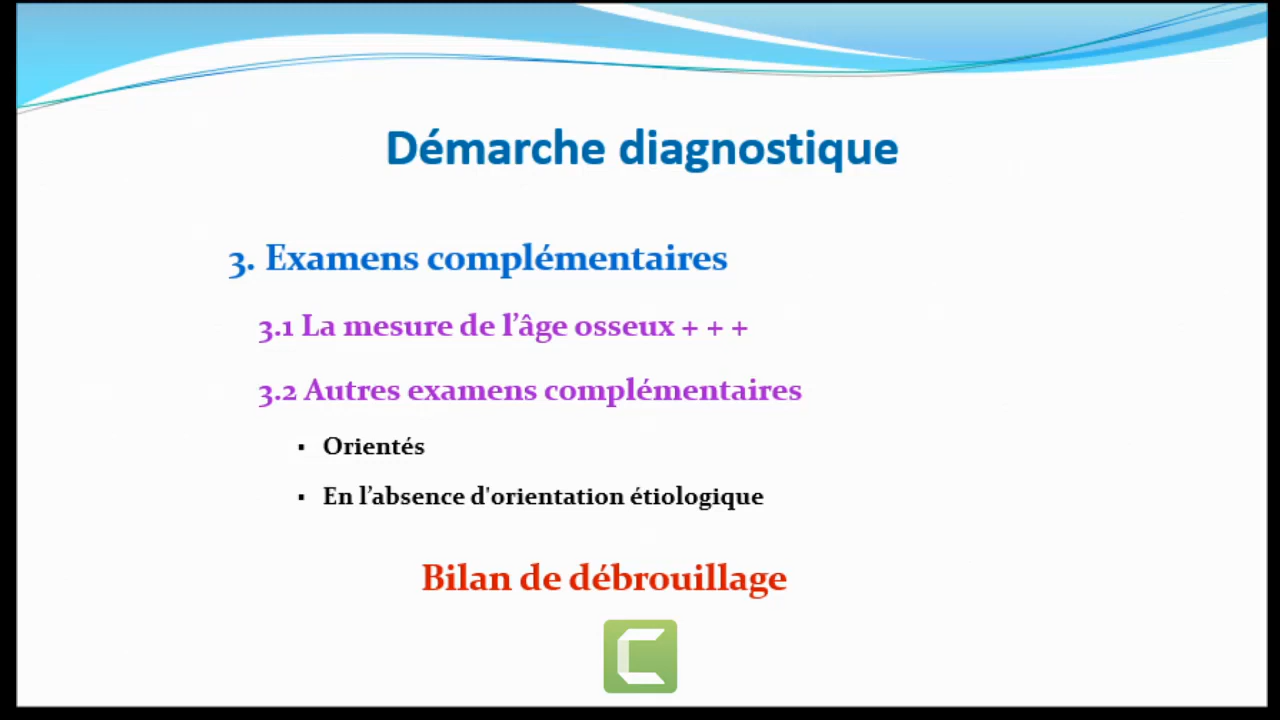 Démarche diagnostique
3. Examens complémentaires
3.1 La mesure de l’âge osseux + + +
3.2 Autres examens complémentaires
▪ Orientés
▪ En l’absence d'orientation étiologique
Bilan de débrouillage